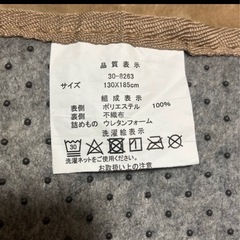 品質表示
30-8263
サイズ 130X185cm
組成表示
表側 ポリエステル 100%
裏側 不織布
詰めもの ウレタンフォーム
洗濯絵表示
30
洗濯ネットをご使用ください。
お取扱い上の注意